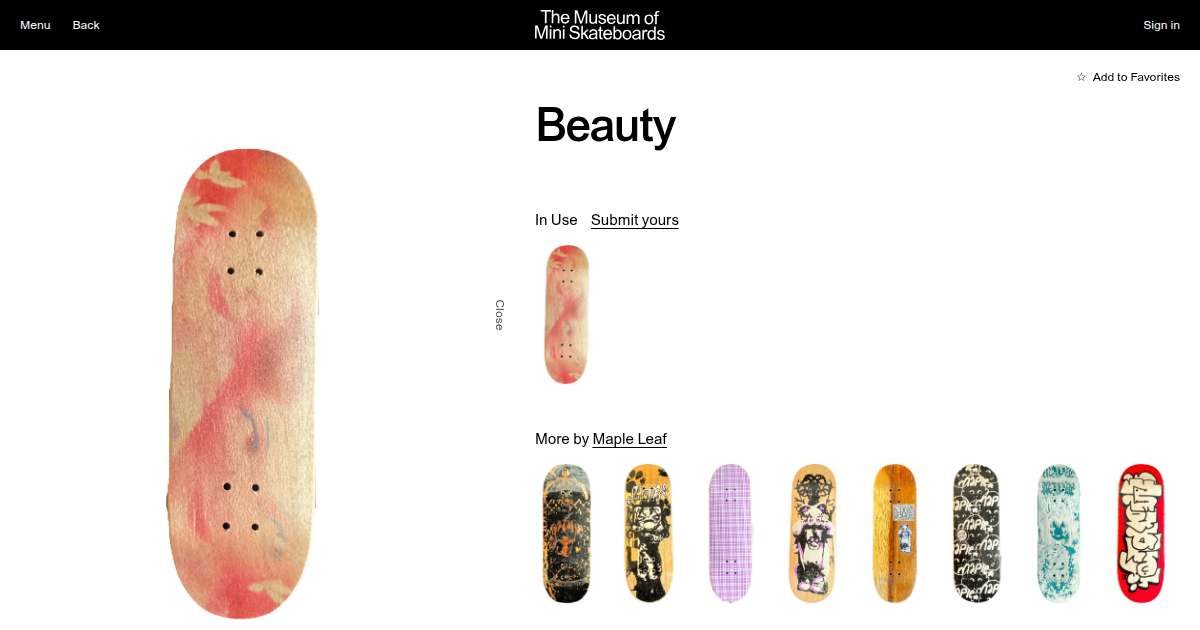 Menu
Back
The Museum of
Mini Skateboards
Sign in
☆ Add to Favorites
Beauty
In Use
Submit yours
Close
More by Maple Leaf